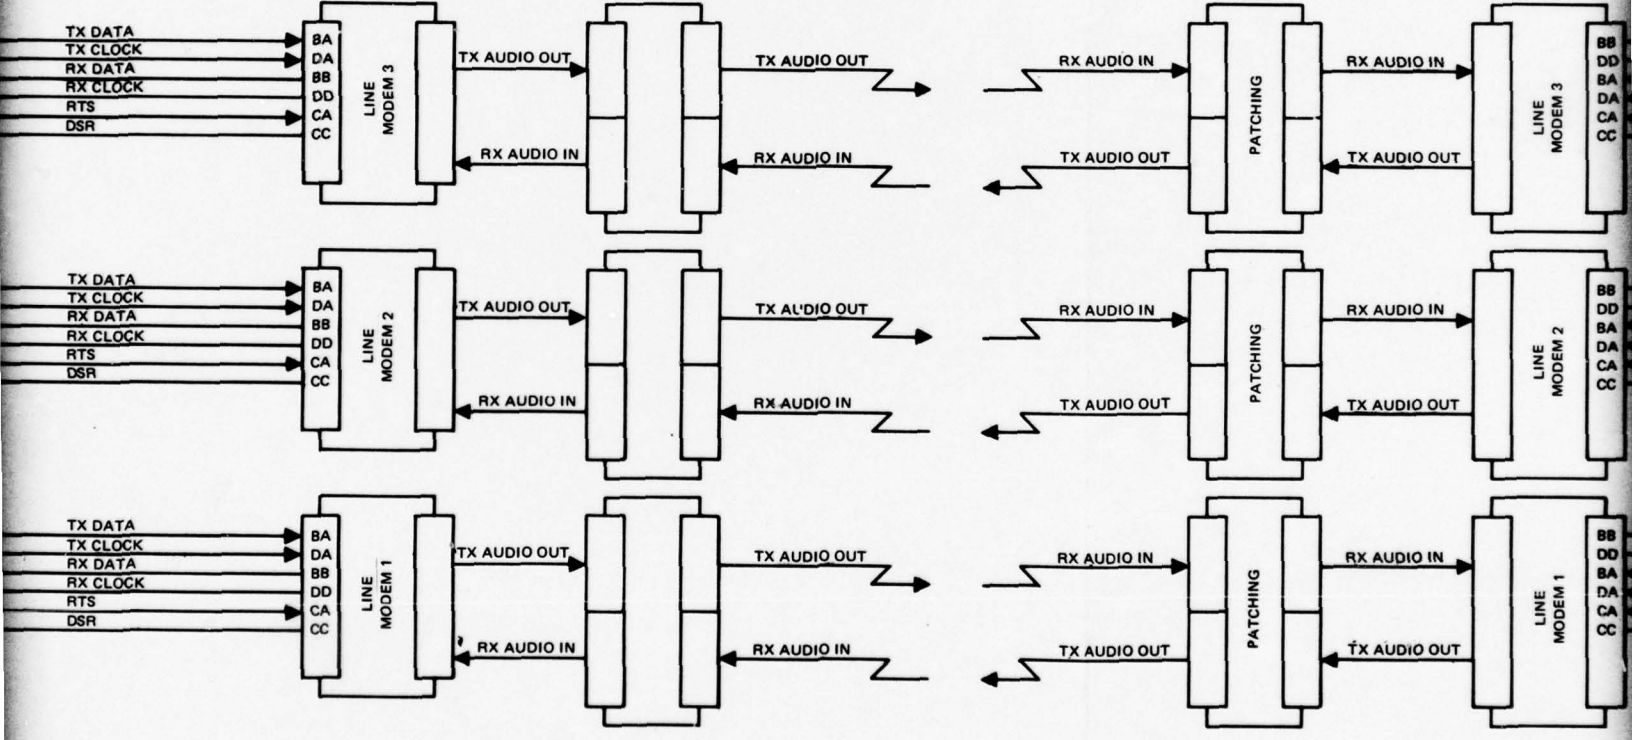 TX DATA
TX CLOCK
RX DATA
RX CLOCK
RTS
DSR
BA
DA
BB
DD
CA
CC
LINE
MODEM 3
TX AUDIO OUT
RX AUDIO IN
TX AUDIO OUT
RX AUDIO IN
RX AUDIO IN
TX AUDIO OUT
PATCHING
RX AUDIO IN
TX AUDIO OUT
LINE
MODEM 3
BB
DD
BA
DA
CA
CC
TX DATA
TX CLOCK
RX DATA
RX CLOCK
RTS
DSR
BA
DA
BB
DD
CA
CC
LINE
MODEM 2
TX AUDIO OUT
RX AUDIO IN
TX AUDIO OUT
RX AUDIO IN
RX AUDIO IN
TX AUDIO OUT
PATCHING
RX AUDIO IN
TX AUDIO OUT
LINE
MODEM 2
BB
DD
BA
DA
CA
CC
TX DATA
TX CLOCK
RX DATA
RX CLOCK
RTS
DSR
BA
DA
BB
DD
CA
CC
LINE
MODEM 1
TX AUDIO OUT
RX AUDIO IN
TX AUDIO OUT
RX AUDIO IN
RX AUDIO IN
TX AUDIO OUT
PATCHING
RX AUDIO IN
TX AUDIO OUT
LINE
MODEM 1
BB
DD
BA
DA
CA
CC